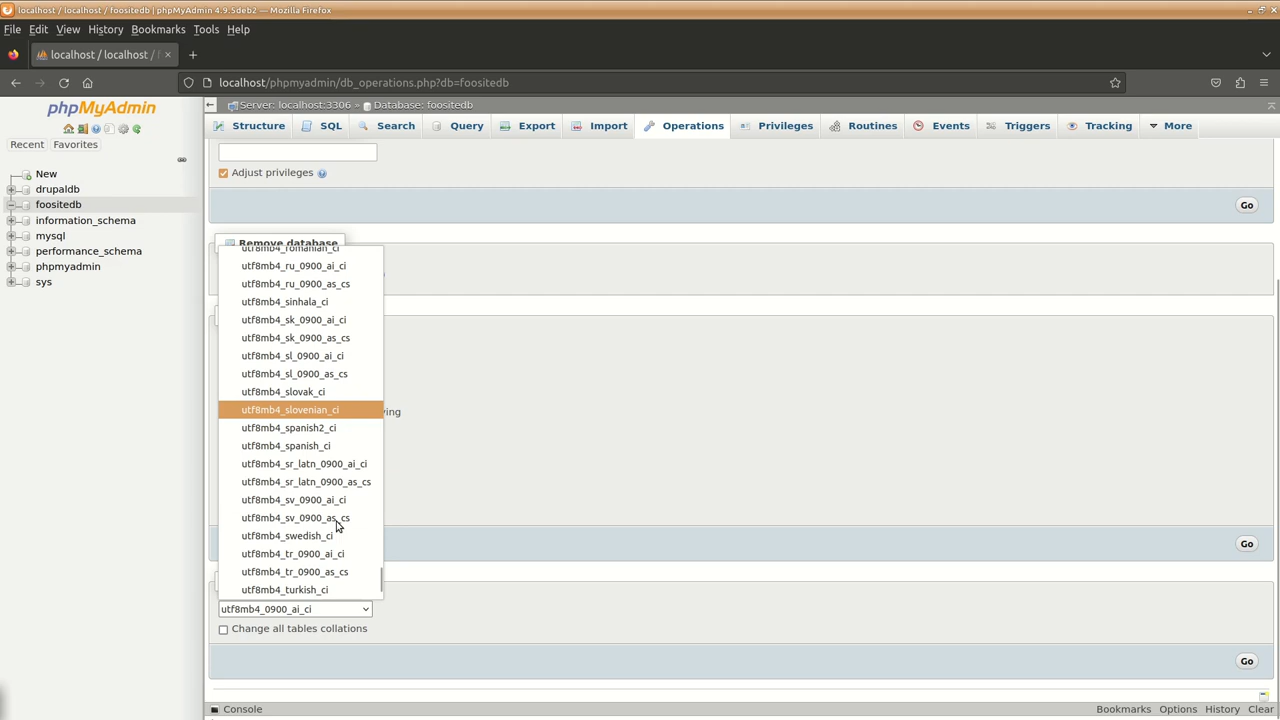 localhost / localhost / foositedb | phpMyAdmin 4.9.5deb2 — Mozilla Firefox
File Edit View History Bookmarks Tools Help
localhost / localhost / f
localhost/phpmyadmin/db_operations.php?db=foositedb
phpMyAdmin
Server: localhost:3306 » Database: foositedb
Structure SQL Search Query Export Import Operations Privileges Routines Events Triggers Tracking More
Recent Favorites
New
drupaldb
foositedb
information_schema
mysql
performance_schema
phpmyadmin
sys
Adjust privileges
Go
Remove database
utf8mb4_romanian_ci
utf8mb4_ru_0900_ai_ci
utf8mb4_ru_0900_as_cs
utf8mb4_sinhala_ci
utf8mb4_sk_0900_ai_ci
utf8mb4_sk_0900_as_cs
utf8mb4_sl_0900_ai_ci
utf8mb4_sl_0900_as_cs
utf8mb4_slovak_ci
utf8mb4_slovenian_ci
ying
utf8mb4_spanish2_ci
utf8mb4_spanish_ci
utf8mb4_sr_latn_0900_ai_ci
utf8mb4_sr_latn_0900_as_cs
utf8mb4_sv_0900_ai_ci
utf8mb4_sv_0900_as_cs
utf8mb4_swedish_ci
Go
utf8mb4_tr_0900_ai_ci
utf8mb4_tr_0900_as_cs
utf8mb4_turkish_ci
utf8mb4_0900_ai_ci
Change all tables collations
Go
Console
Bookmarks Options History Clear